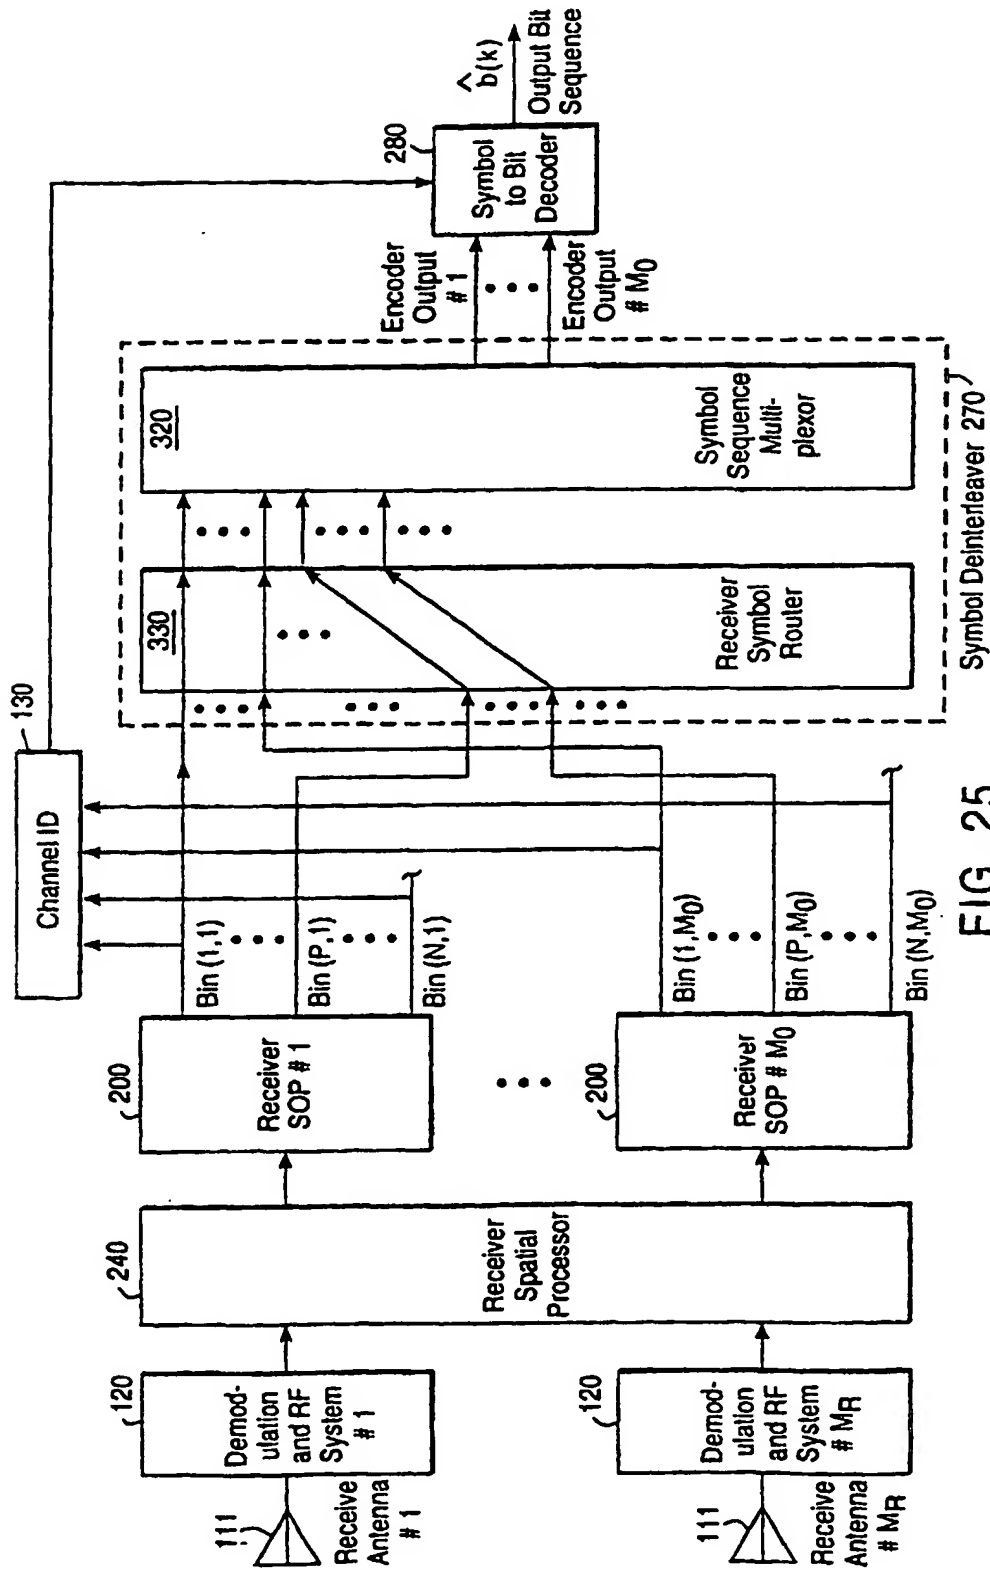 111
Receive
Antenna
# 1
120
Demod-
ulation
and RF
System
# 1
111
Receive
Antenna
# MR
120
Demod-
ulation
and RF
System
# MR
240
Receiver
Spatial
Processor
200
Receiver
SOP # 1
200
Receiver
SOP # M0
Bin (1,1)
Bin (P,1)
Bin (N,1)
Bin (1,M0)
Bin (P,M0)
Bin (N,M0)
Channel ID
130
330
Receiver
Symbol
Router
320
Symbol
Sequence
Multi-
plexor
Symbol Deinterleaver 270
Encoder
Output
# 1
Encoder
Output
# M0
280
Symbol
to Bit
Decoder
^
b(k)
Output Bit
Sequence
FIG. 25